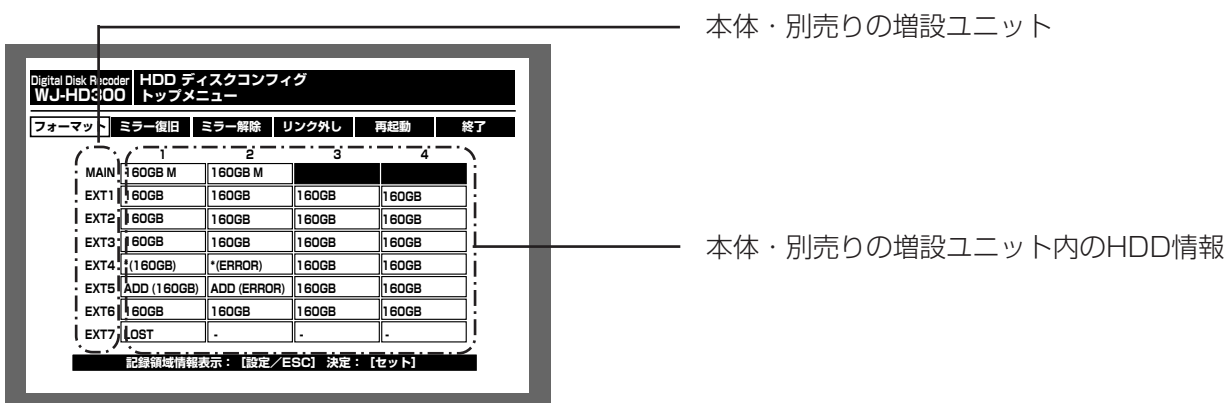 本体・別売りの増設ユニット
Digital Disk Recoder HDD ディスクコンフィグ
WJ-HD300 トップメニュー
フォーマット ミラー復旧 ミラー解除 リンク外し 再起動 終了
1 2 3 4
MAIN 160GB M 160GB M
EXT1 160GB 160GB 160GB 160GB
EXT2 160GB 160GB 160GB 160GB
EXT3 160GB 160GB 160GB 160GB
EXT4 *(160GB) *(ERROR) 160GB 160GB
EXT5 ADD (160GB) ADD (ERROR) 160GB 160GB
EXT6 160GB 160GB 160GB 160GB
EXT7 LOST - - -
記録領域情報表示：［設定／ESC］ 決定：［セット］
本体・別売りの増設ユニット内のHDD情報